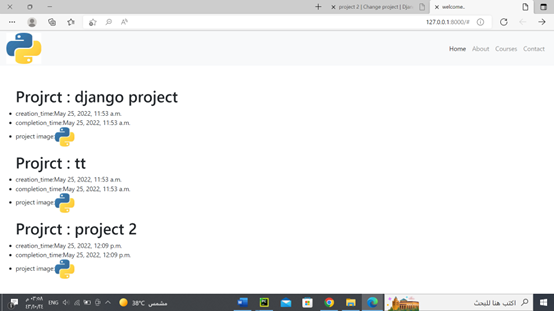 project 2 | Change project | Djan
welcome..
127.0.0.1:8000/#
Home About Courses Contact
Projrct : django project
creation_time:May 25, 2022, 11:53 a.m.
completion_time:May 25, 2022, 11:53 a.m.
project image:
Projrct : tt
creation_time:May 25, 2022, 11:53 a.m.
completion_time:May 25, 2022, 11:53 a.m.
project image:
Projrct : project 2
creation_time:May 25, 2022, 12:09 p.m.
completion_time:May 25, 2022, 12:09 p.m.
project image:
ENG
38°C مشمس
اكتب هنا للبحث